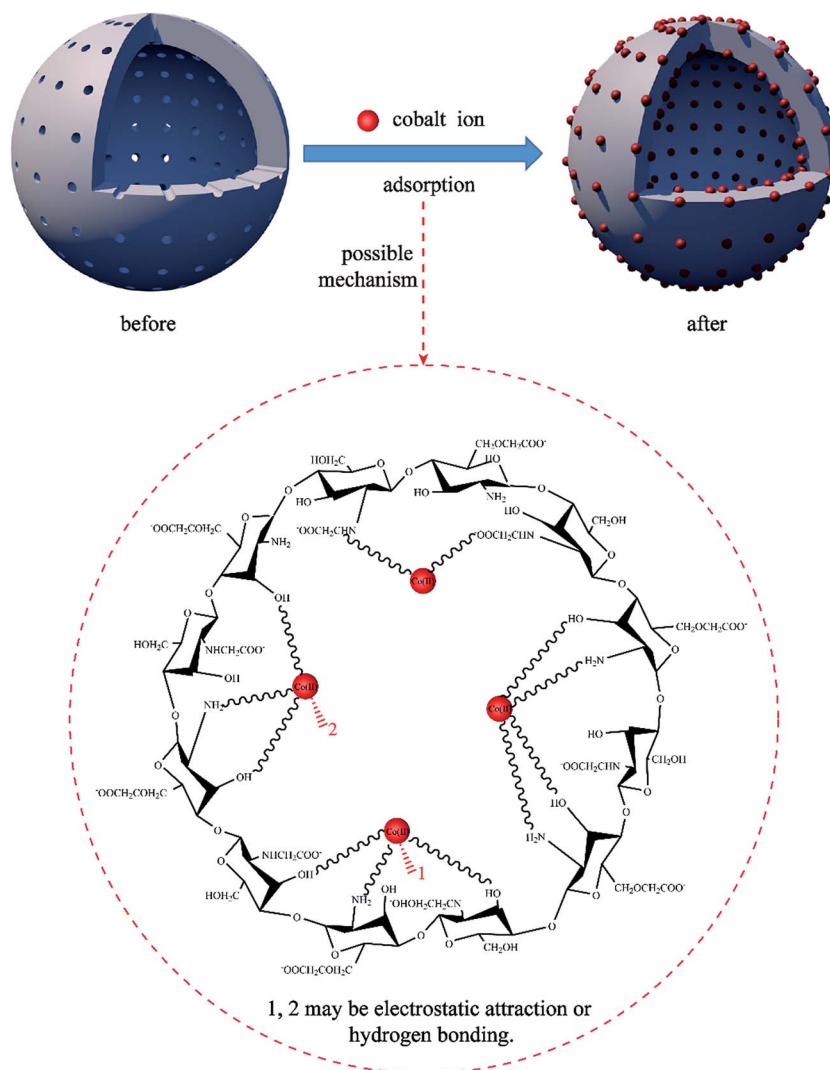 cobalt ion
adsorption
possible
mechanism
before
after
HOH₂C
O
O
CH₂OCH₂COO⁻
HO
O
HO
NH₂
HO
O
HO
CH₂OH
O
O
⁻OOCH₂COH₂C
O
NH₂
⁻OOCH₂CHN
OOCH₂CHN
O
Co(II)
OH
O
HO
CH₂OCH₂COO⁻
O
HOH₂C
O
NHCH₂COO⁻
H₂N
O
OH
Co(II)
Co(II)
O
NH₂
2
HO
CH₂OH
O
⁻OOCH₂CHN
O
OH
HO
O
⁻OOCH₂COH₂C
O
Co(II)
H₂N
O
O
NHCH₂COO⁻
1
OH
OH
HO
CH₂OCH₂COO⁻
HOH₂C
NH₂
O
O
O
O
O
CH₂OH
⁻OOCH₂COH₂C
1, 2 may be electrostatic attraction or
hydrogen bonding.